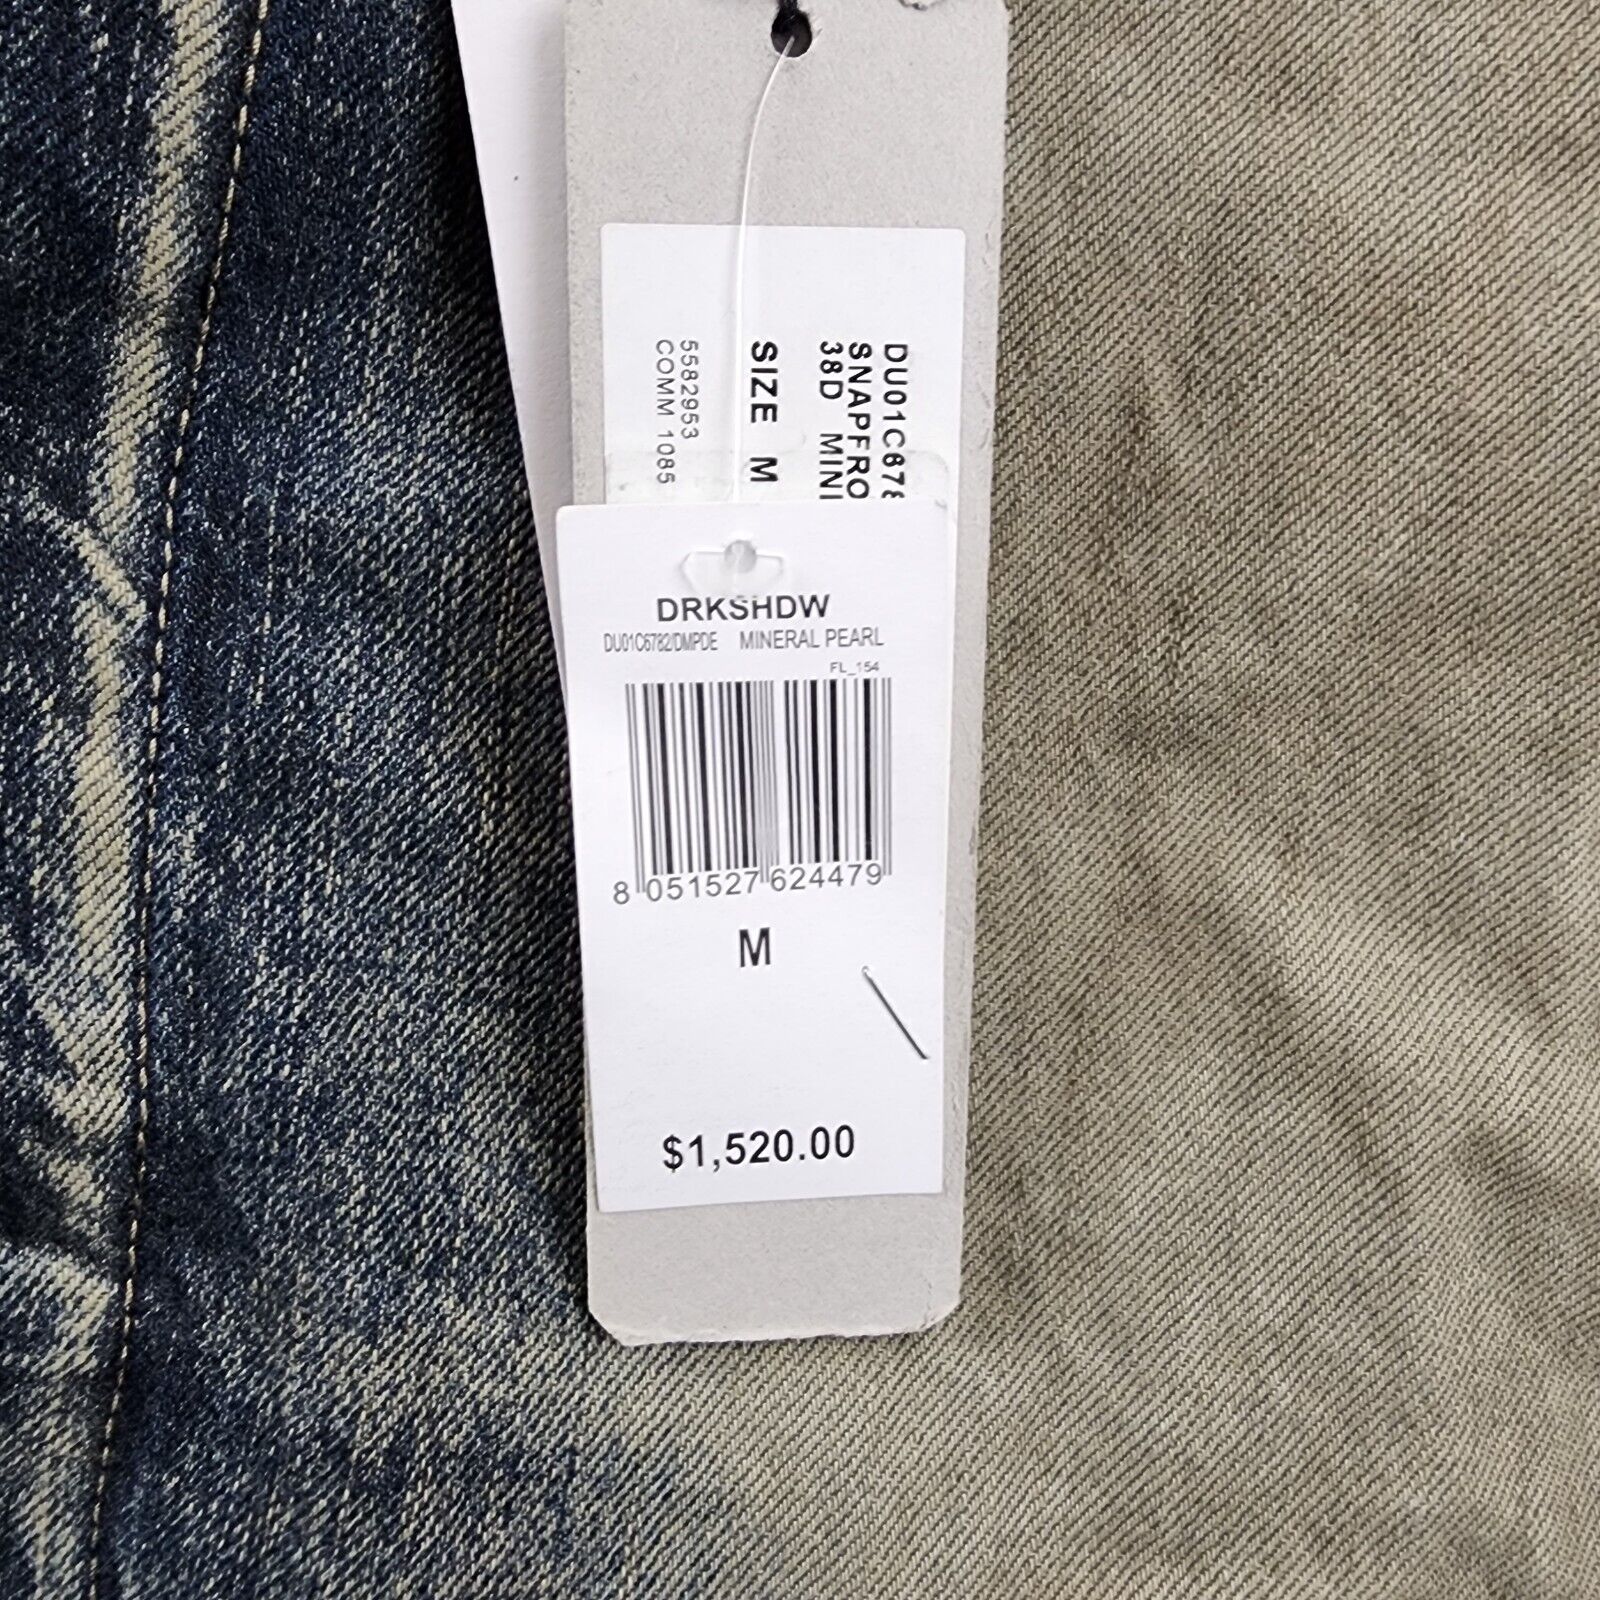 DU01C678
SNAPFRO
38D MINI
SIZE M
5582953
COMM 1085
DRKSHDW
DU01C6782/DMPDE MINERAL PEARL
FL_154
8 051527 624479
M
$1,520.00